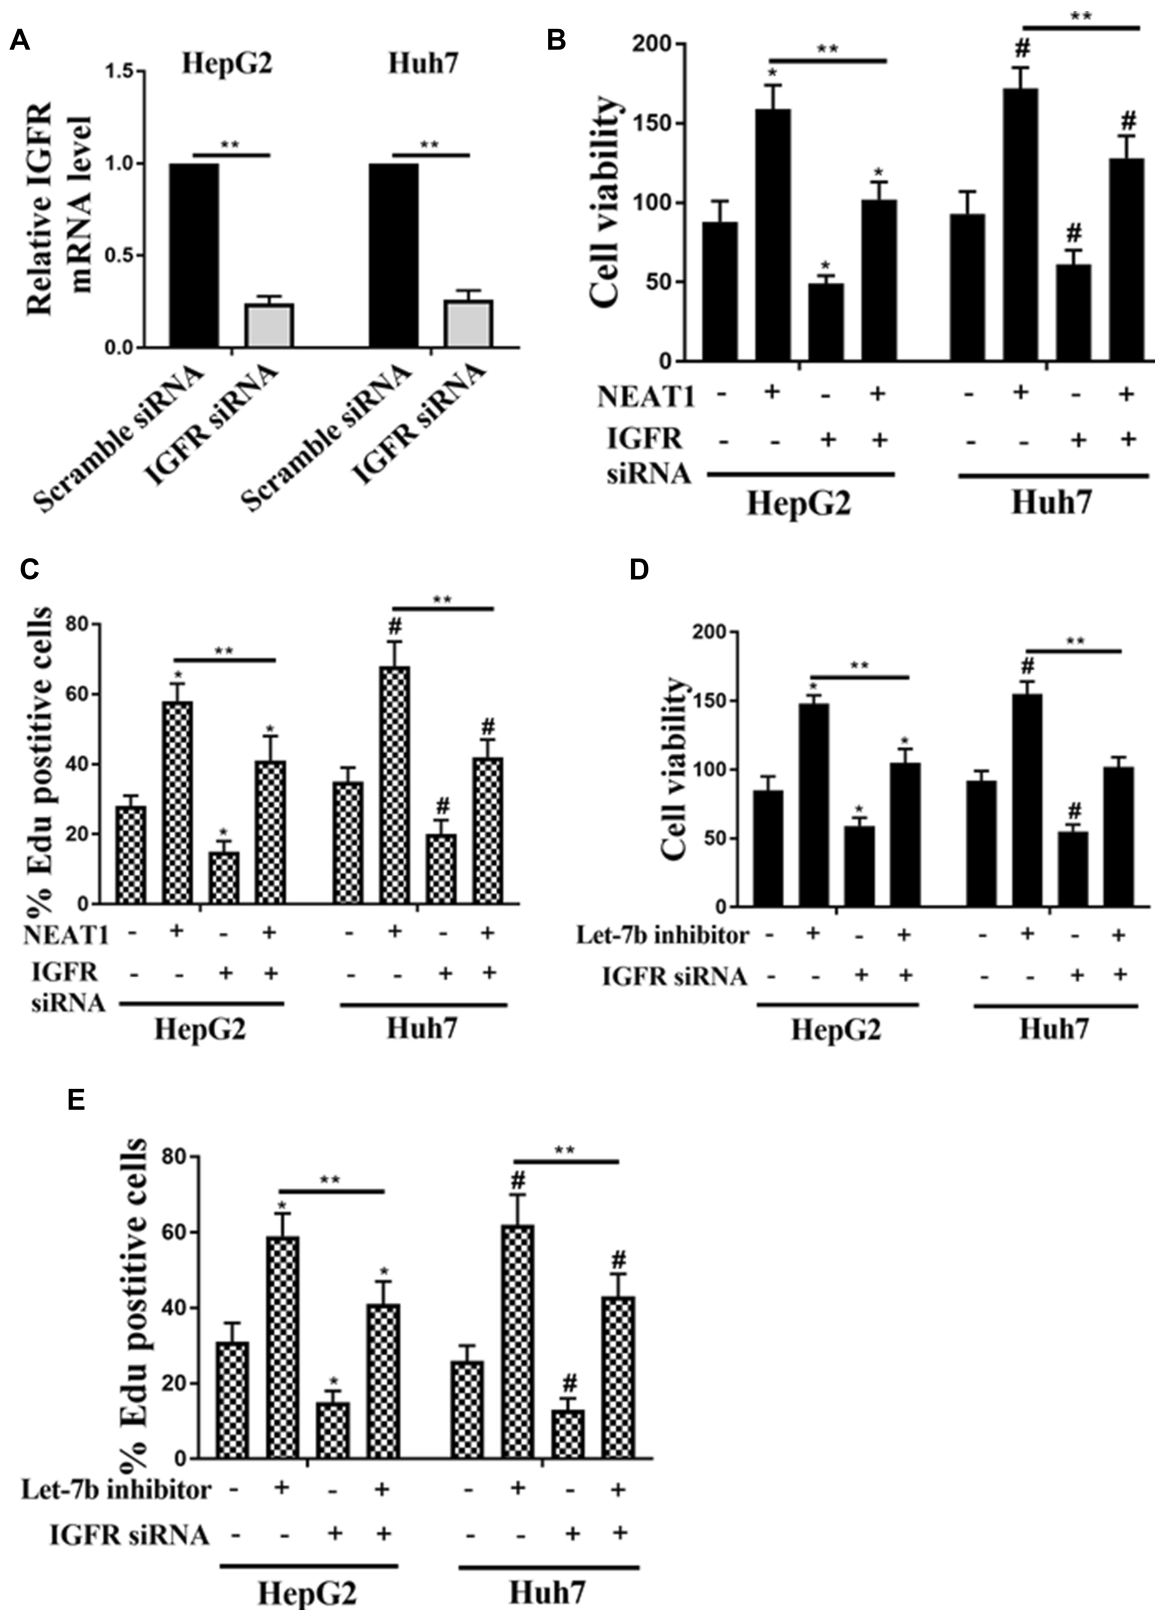 A
HepG2 Huh7
Relative IGFR
mRNA level
1.5
1.0
0.5
0.0
** **
Scramble siRNA IGFR siRNA Scramble siRNA IGFR siRNA
B
Cell viability
200
150
100
50
0
** **
* * * # # #
NEAT1 - + - + - + - +
IGFR - - + + - - + +
siRNA
HepG2 Huh7
C
% Edu postitive cells
80
60
40
20
0
** **
* * * # # #
NEAT1 - + - + - + - +
IGFR - - + + - - + +
siRNA
HepG2 Huh7
D
Cell viability
200
150
100
50
0
** **
* * * # #
Let-7b inhibitor - + - + - + - +
IGFR siRNA - - + + - - + +
HepG2 Huh7
E
% Edu postitive cells
80
60
40
20
0
** **
* * * # # #
Let-7b inhibitor - + - + - + - +
IGFR siRNA - - + + - - + +
HepG2 Huh7